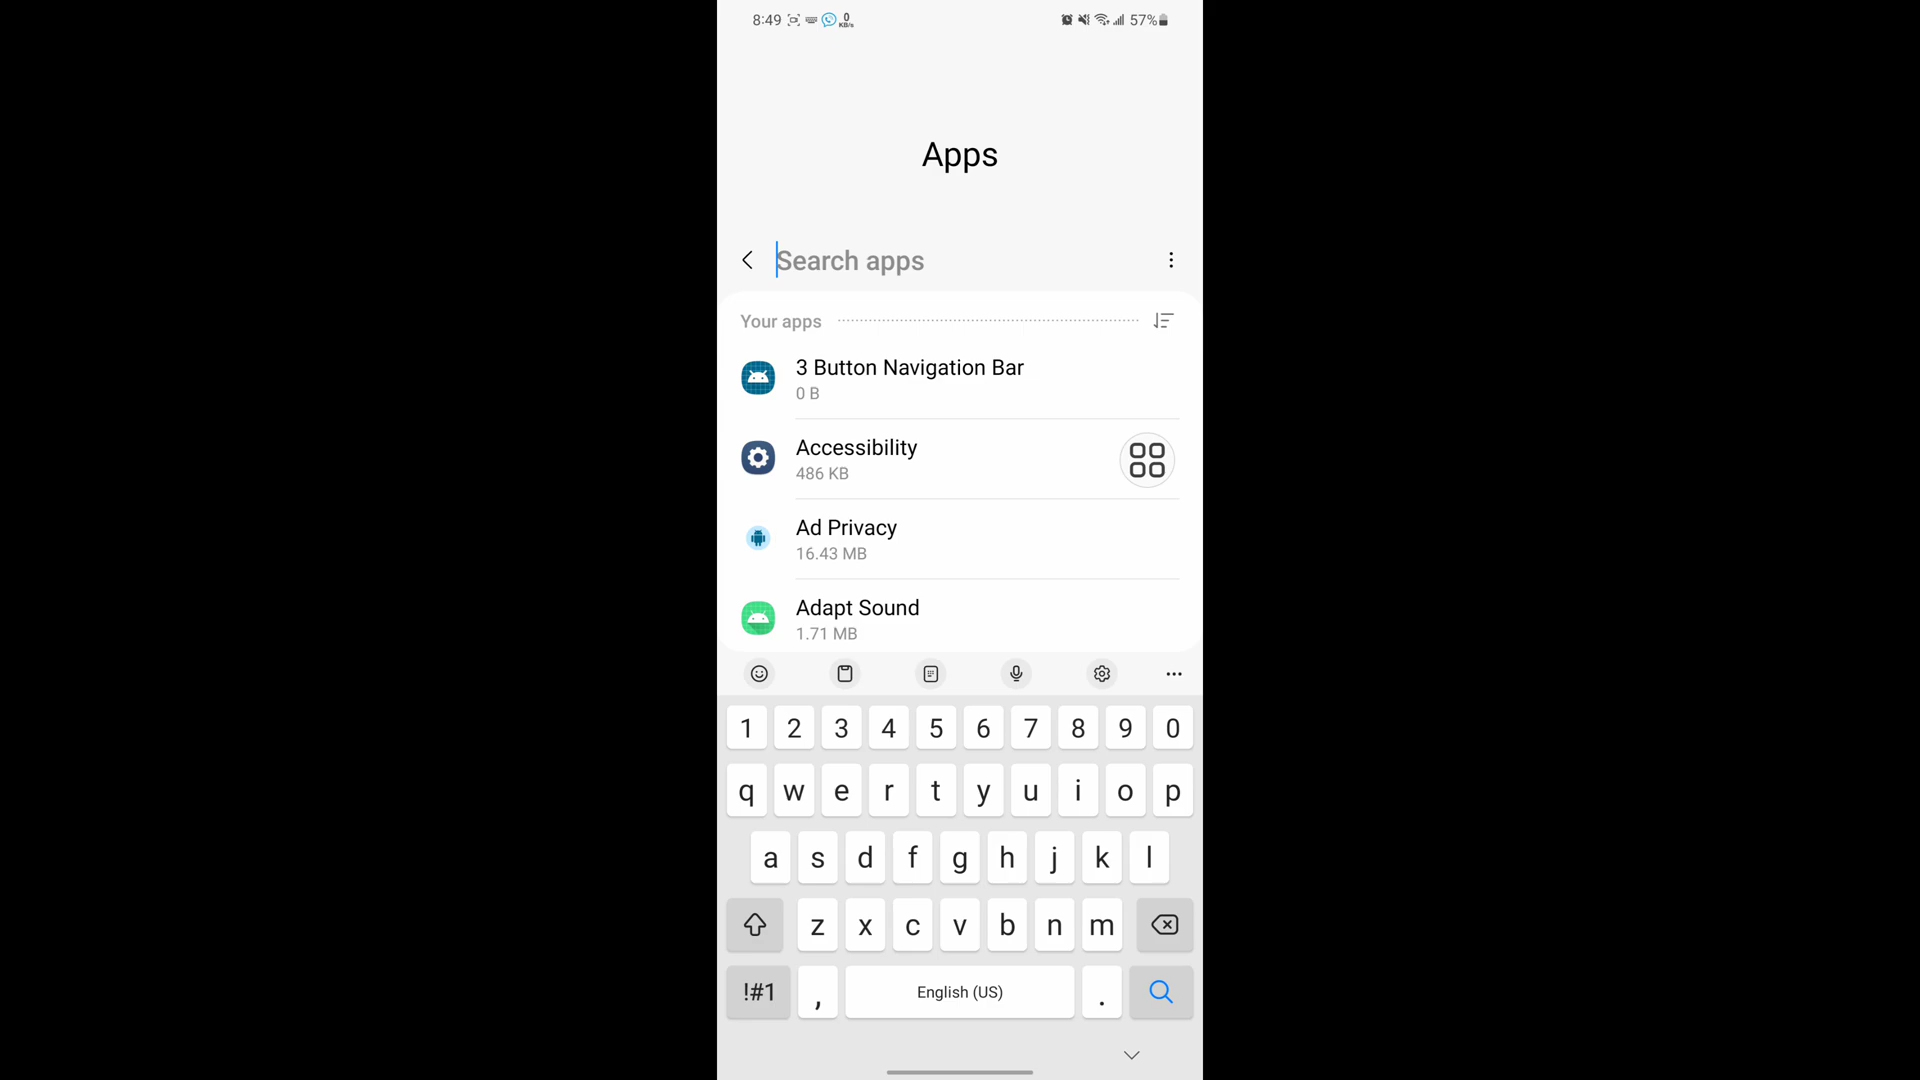 8:49 0 KB/s 57%
Apps
Search apps
Your apps
3 Button Navigation Bar
0 B
Accessibility
486 KB
Ad Privacy
16.43 MB
Adapt Sound
1.71 MB
1 2 3 4 5 6 7 8 9 0
q w e r t y u i o p
a s d f g h j k l
z x c v b n m
!#1 , English (US) .